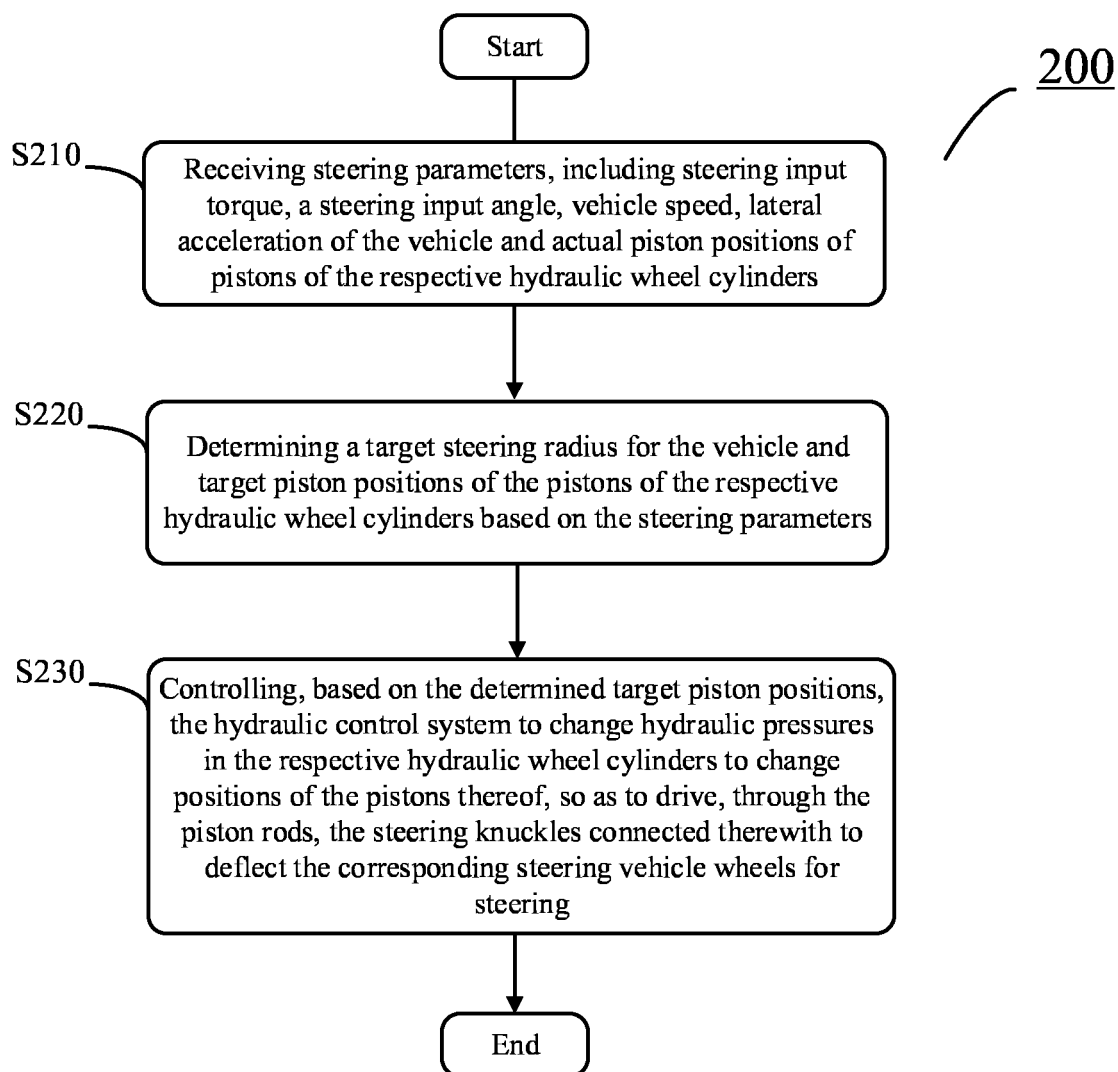 Start
200
S210
Receiving steering parameters, including steering input
torque, a steering input angle, vehicle speed, lateral
acceleration of the vehicle and actual piston positions of
pistons of the respective hydraulic wheel cylinders
S220
Determining a target steering radius for the vehicle and
target piston positions of the pistons of the respective
hydraulic wheel cylinders based on the steering parameters
S230
Controlling, based on the determined target piston positions,
the hydraulic control system to change hydraulic pressures
in the respective hydraulic wheel cylinders to change
positions of the pistons thereof, so as to drive, through the
piston rods, the steering knuckles connected therewith to
deflect the corresponding steering vehicle wheels for
steering
End